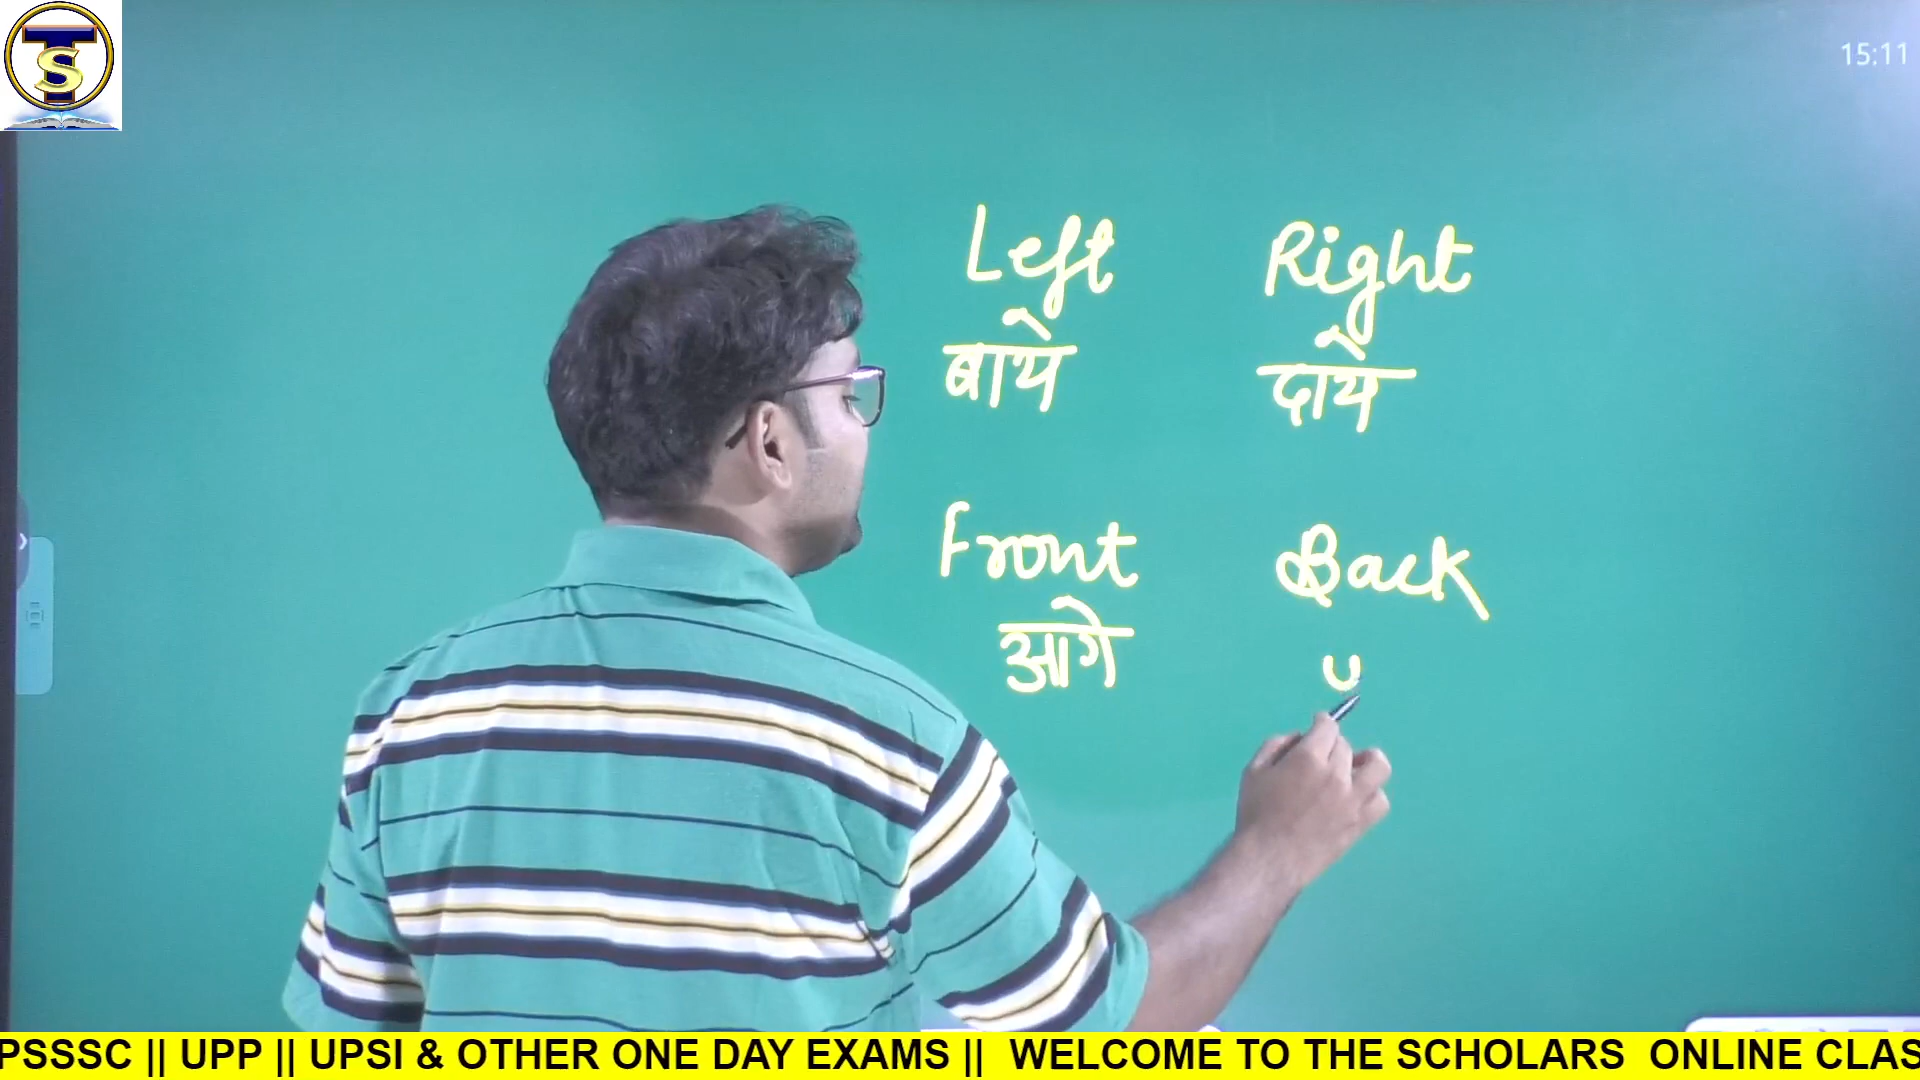 TS
15:11
Left Right
बाये दाये
Front Back
आगे
PSSSC || UPP || UPSI & OTHER ONE DAY EXAMS || WELCOME TO THE SCHOLARS ONLINE CLAS